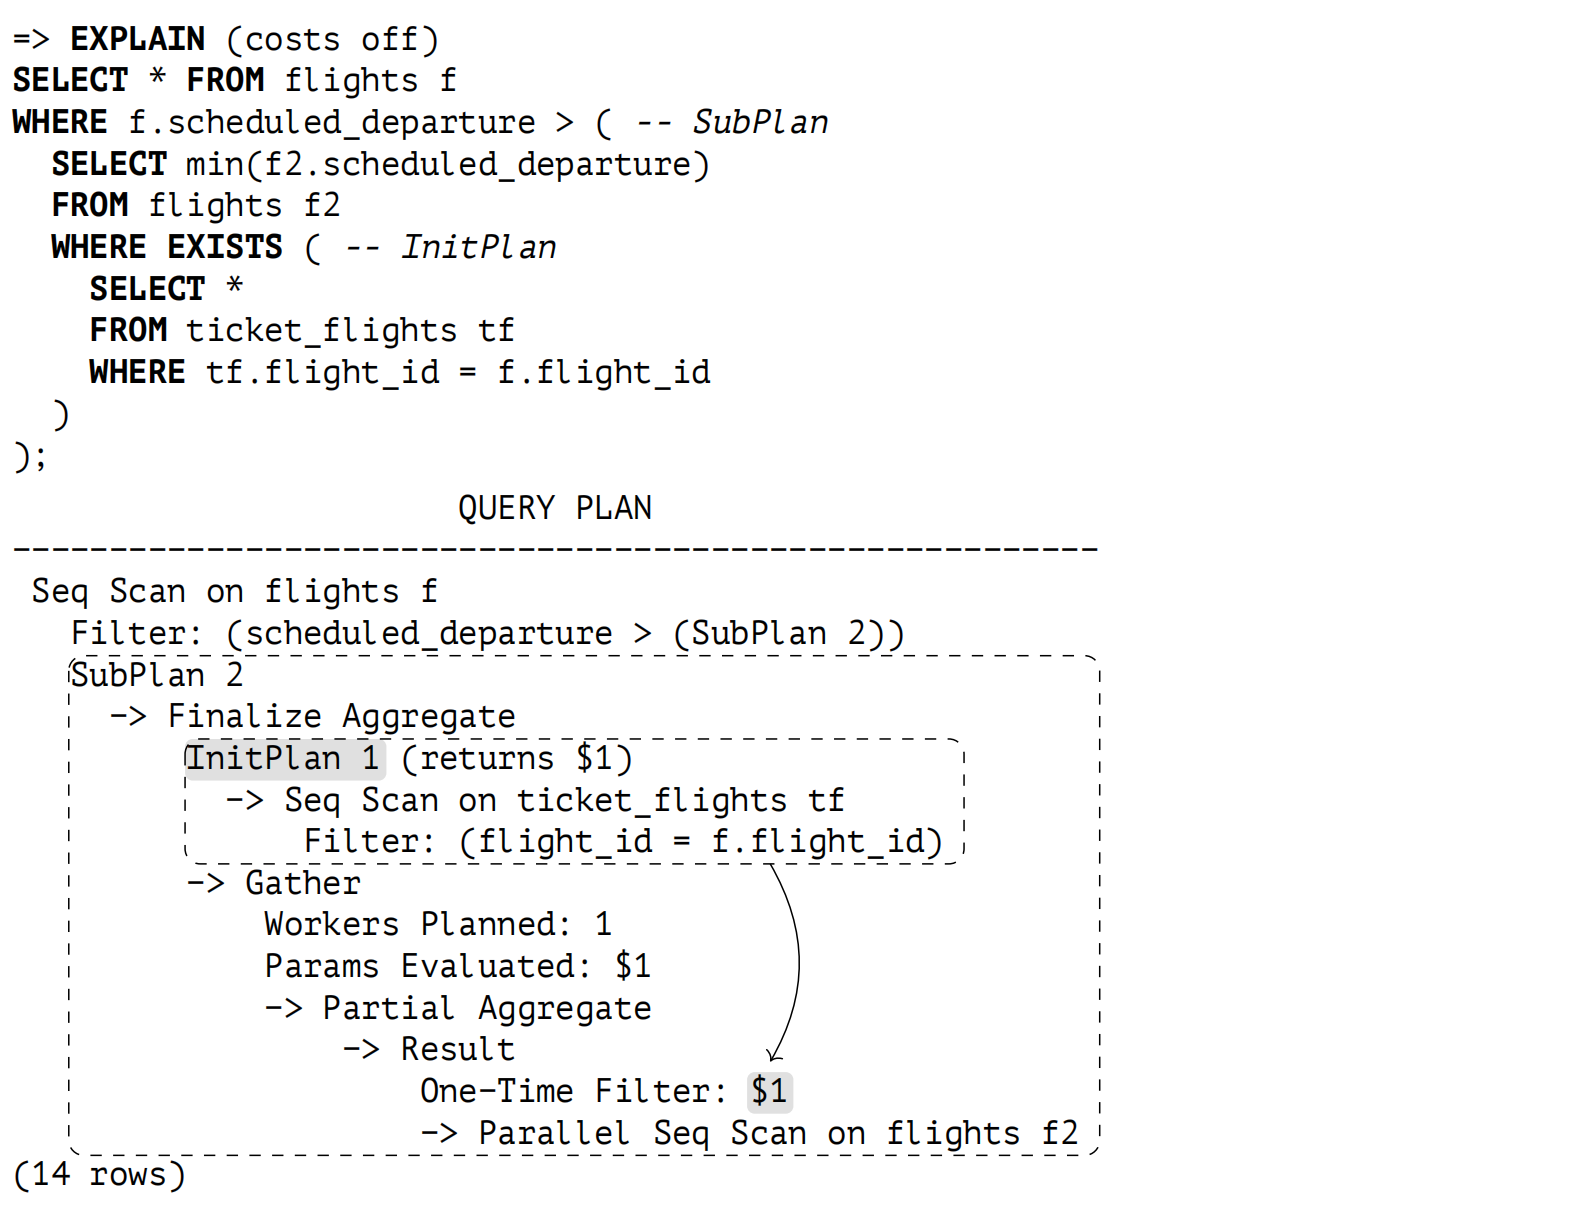 => EXPLAIN (costs off)
SELECT * FROM flights f
WHERE f.scheduled_departure > ( -- SubPlan
  SELECT min(f2.scheduled_departure)
  FROM flights f2
  WHERE EXISTS ( -- InitPlan
    SELECT *
    FROM ticket_flights tf
    WHERE tf.flight_id = f.flight_id
  )
);
                       QUERY PLAN
--------------------------------------------------------
 Seq Scan on flights f
   Filter: (scheduled_departure > (SubPlan 2))
   SubPlan 2
     -> Finalize Aggregate
         InitPlan 1 (returns $1)
           -> Seq Scan on ticket_flights tf
               Filter: (flight_id = f.flight_id)
         -> Gather
             Workers Planned: 1
             Params Evaluated: $1
             -> Partial Aggregate
                 -> Result
                     One-Time Filter: $1
                     -> Parallel Seq Scan on flights f2
(14 rows)